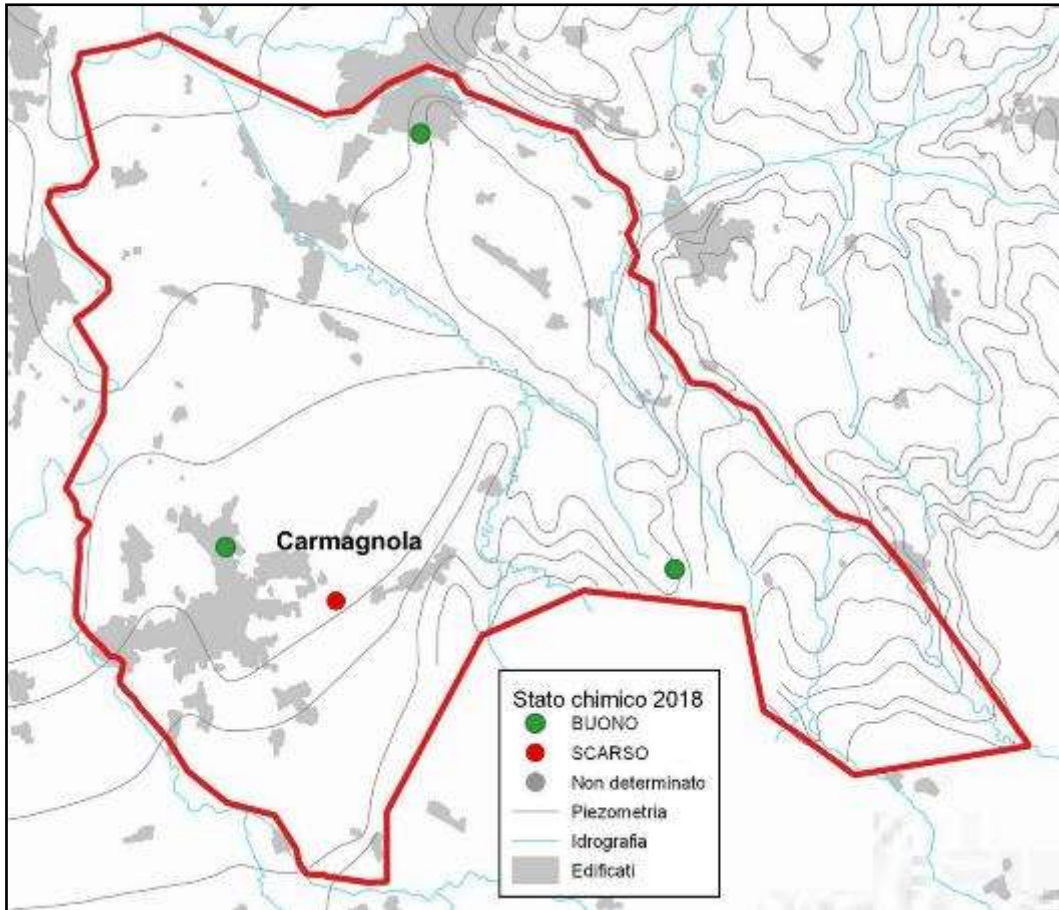 Carmagnola
Stato chimico 2018
BUONO
SCARSO
Non determinato
Piezometria
Idrografia
Edificati